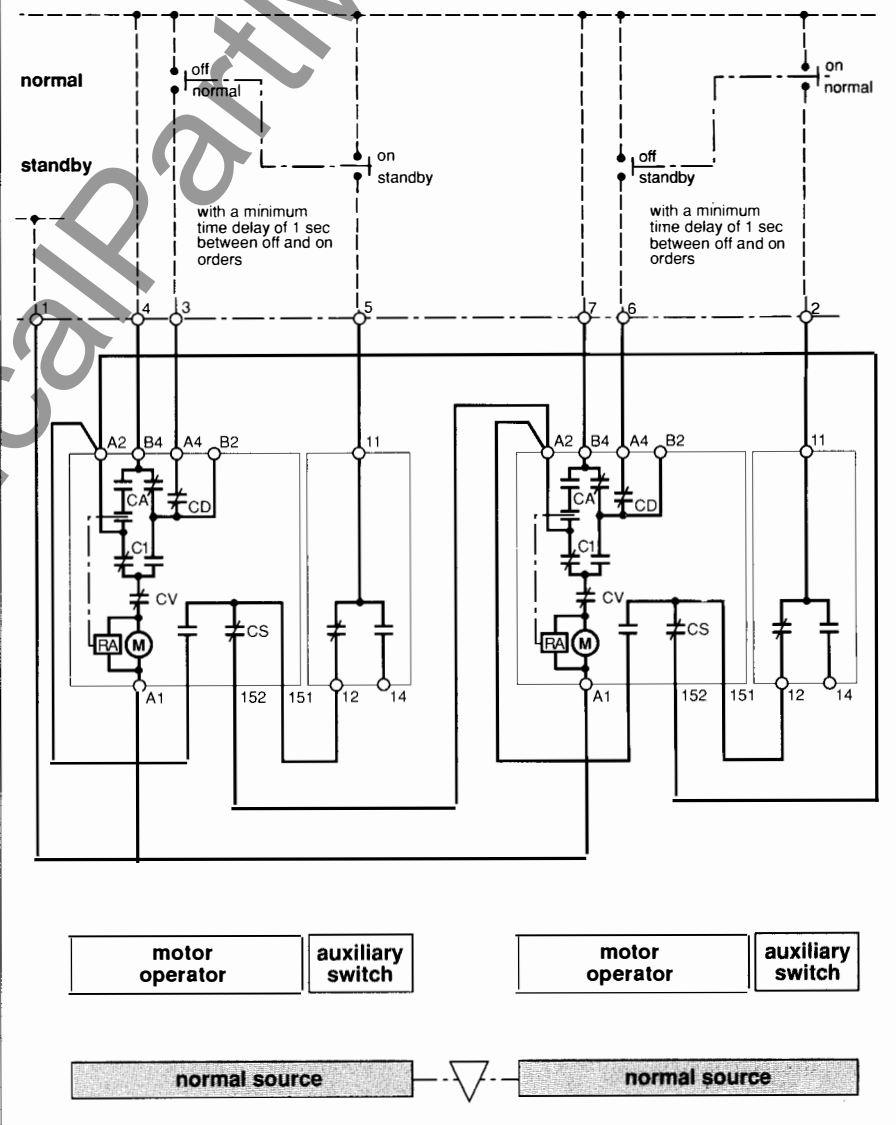 normal
off
normal
on
normal
standby
on
standby
off
standby
with a minimum
time delay of 1 sec
between off and on
orders
with a minimum
time delay of 1 sec
between off and on
orders
1 4 3 5 7 6 2
A2 B4 A4 B2 11 A2 B4 A4 B2 11
CA CD CA CD
C1 C1
CV CV
RA M CS RA M CS
A1 152 151 12 14 A1 152 151 12 14
motor
operator
auxiliary
switch
motor
operator
auxiliary
switch
normal source
normal source